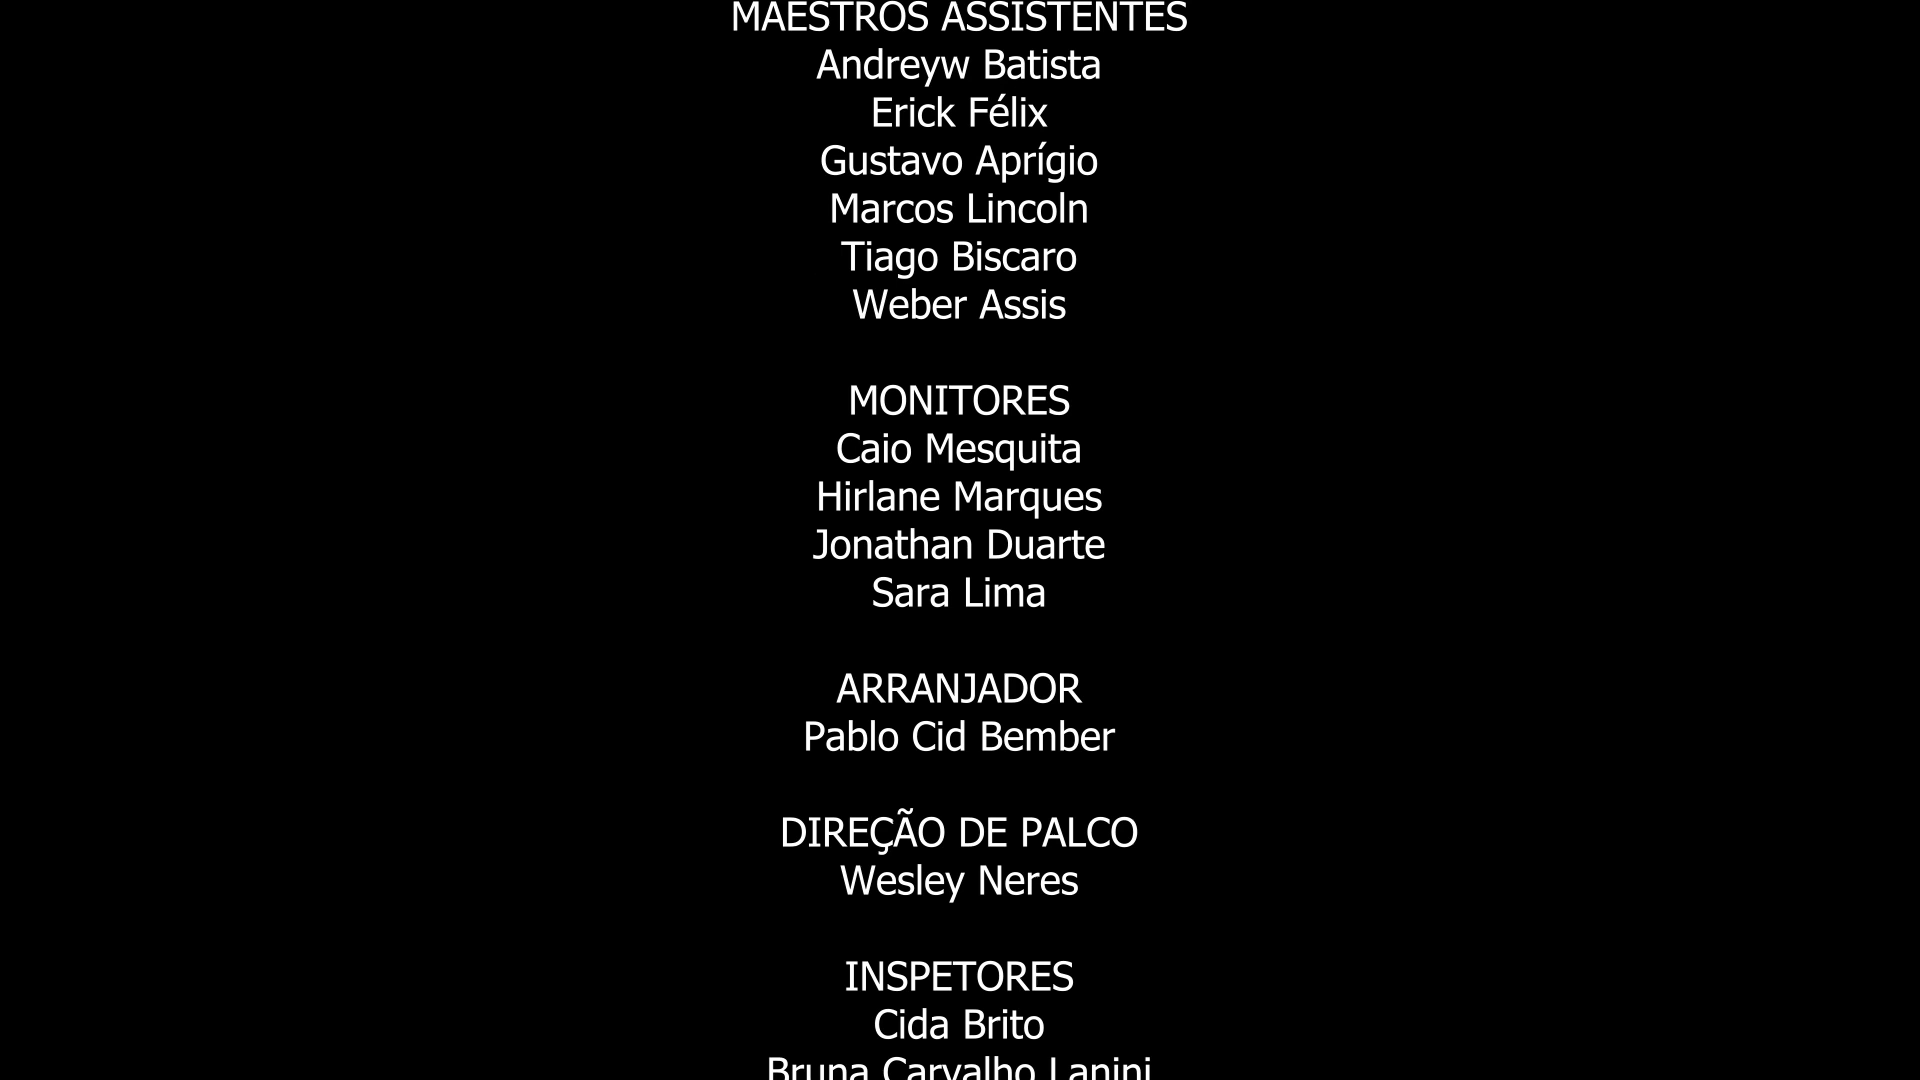 MAESTROS ASSISTENTES
Andreyw Batista
Erick Félix
Gustavo Aprígio
Marcos Lincoln
Tiago Biscaro
Weber Assis
MONITORES
Caio Mesquita
Hirlane Marques
Jonathan Duarte
Sara Lima
ARRANJADOR
Pablo Cid Bember
DIREÇÃO DE PALCO
Wesley Neres
INSPETORES
Cida Brito
Bruna Carvalho Lanini